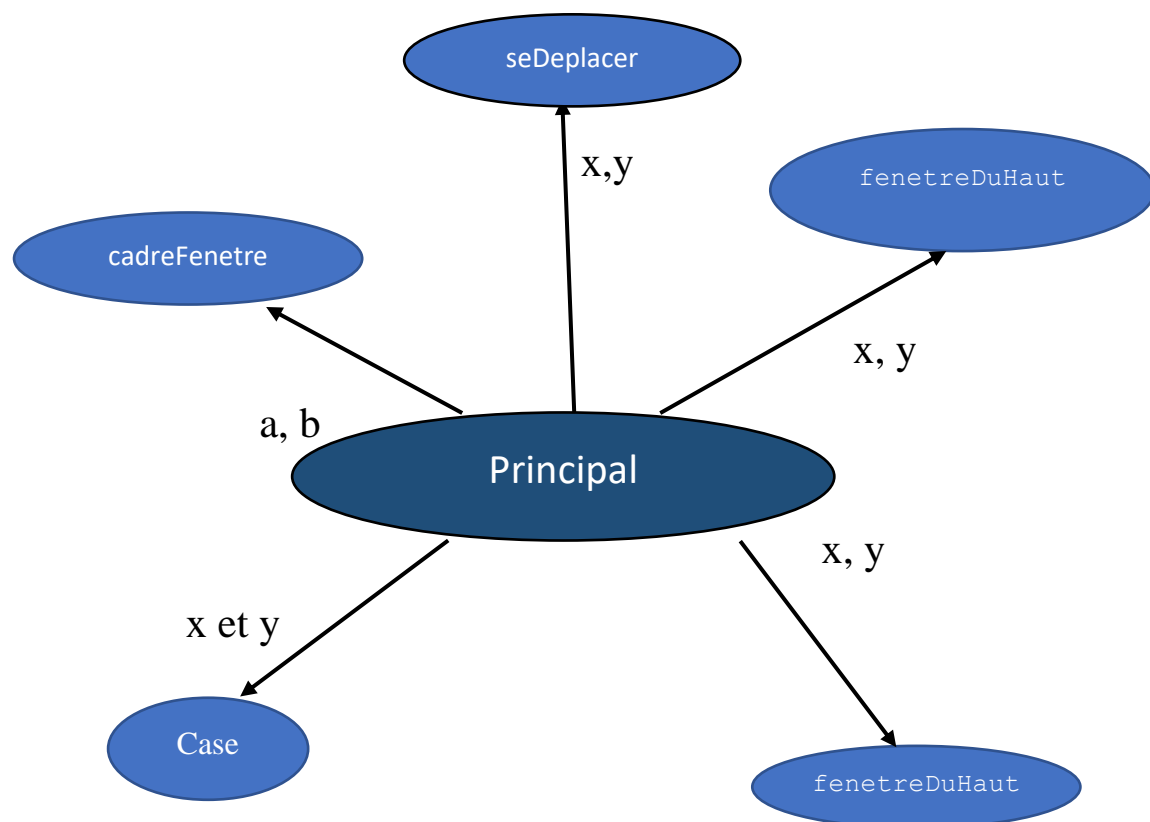 seDeplacer
x,y
fenetreDuHaut
cadreFenetre
x, y
a, b
Principal
x, y
x et y
Case
fenetreDuHaut